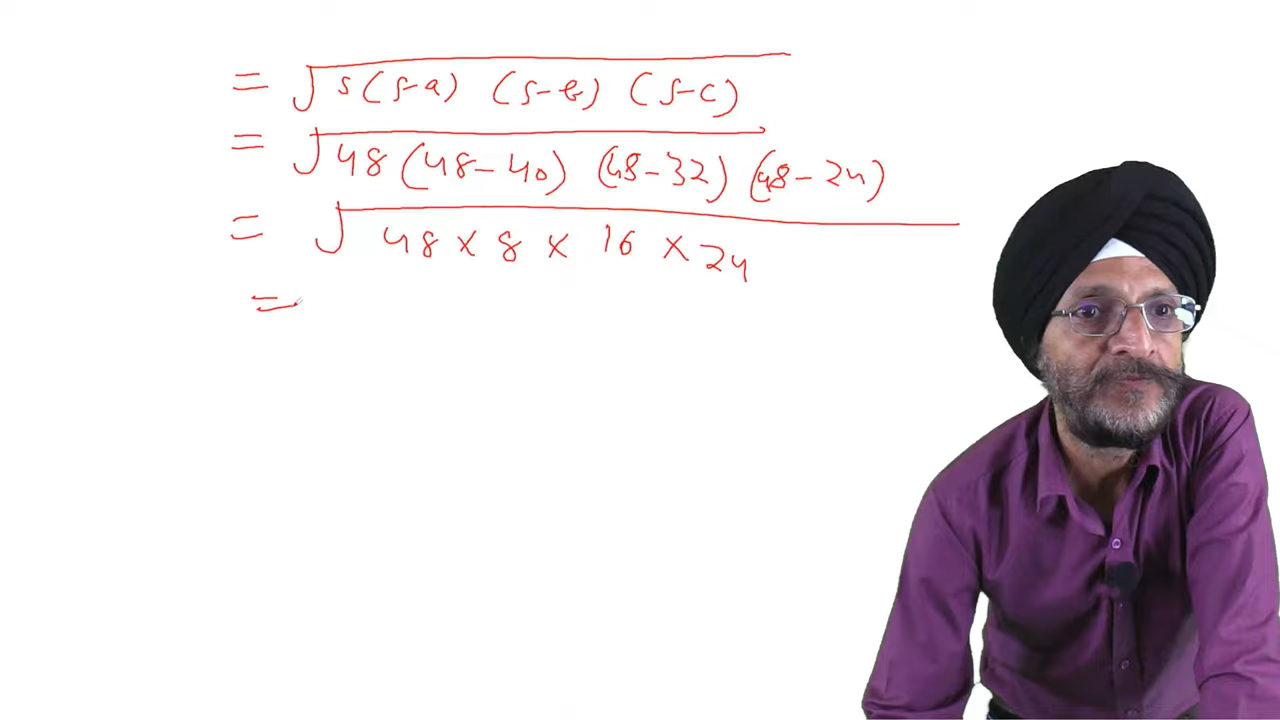 = √s(s-a) (s-b) (s-c)
= √48(48-40) (48-32) (48-24)
= √48 × 8 × 16 × 24
=